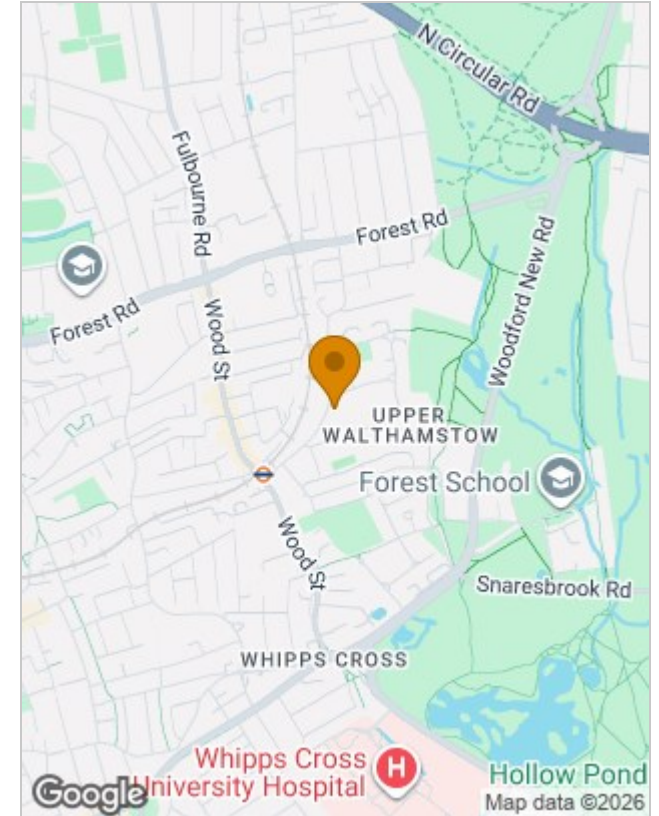 N Circular Rd
Fulbourne Rd
Forest Rd
Woodford New Rd
Forest Rd
Wood St
UPPER
WALTHAMSTOW
Forest School
Wood St
Snaresbrook Rd
WHIPPS CROSS
Whipps Cross
University Hospital
H
Hollow Pond
Google
Map data ©2026